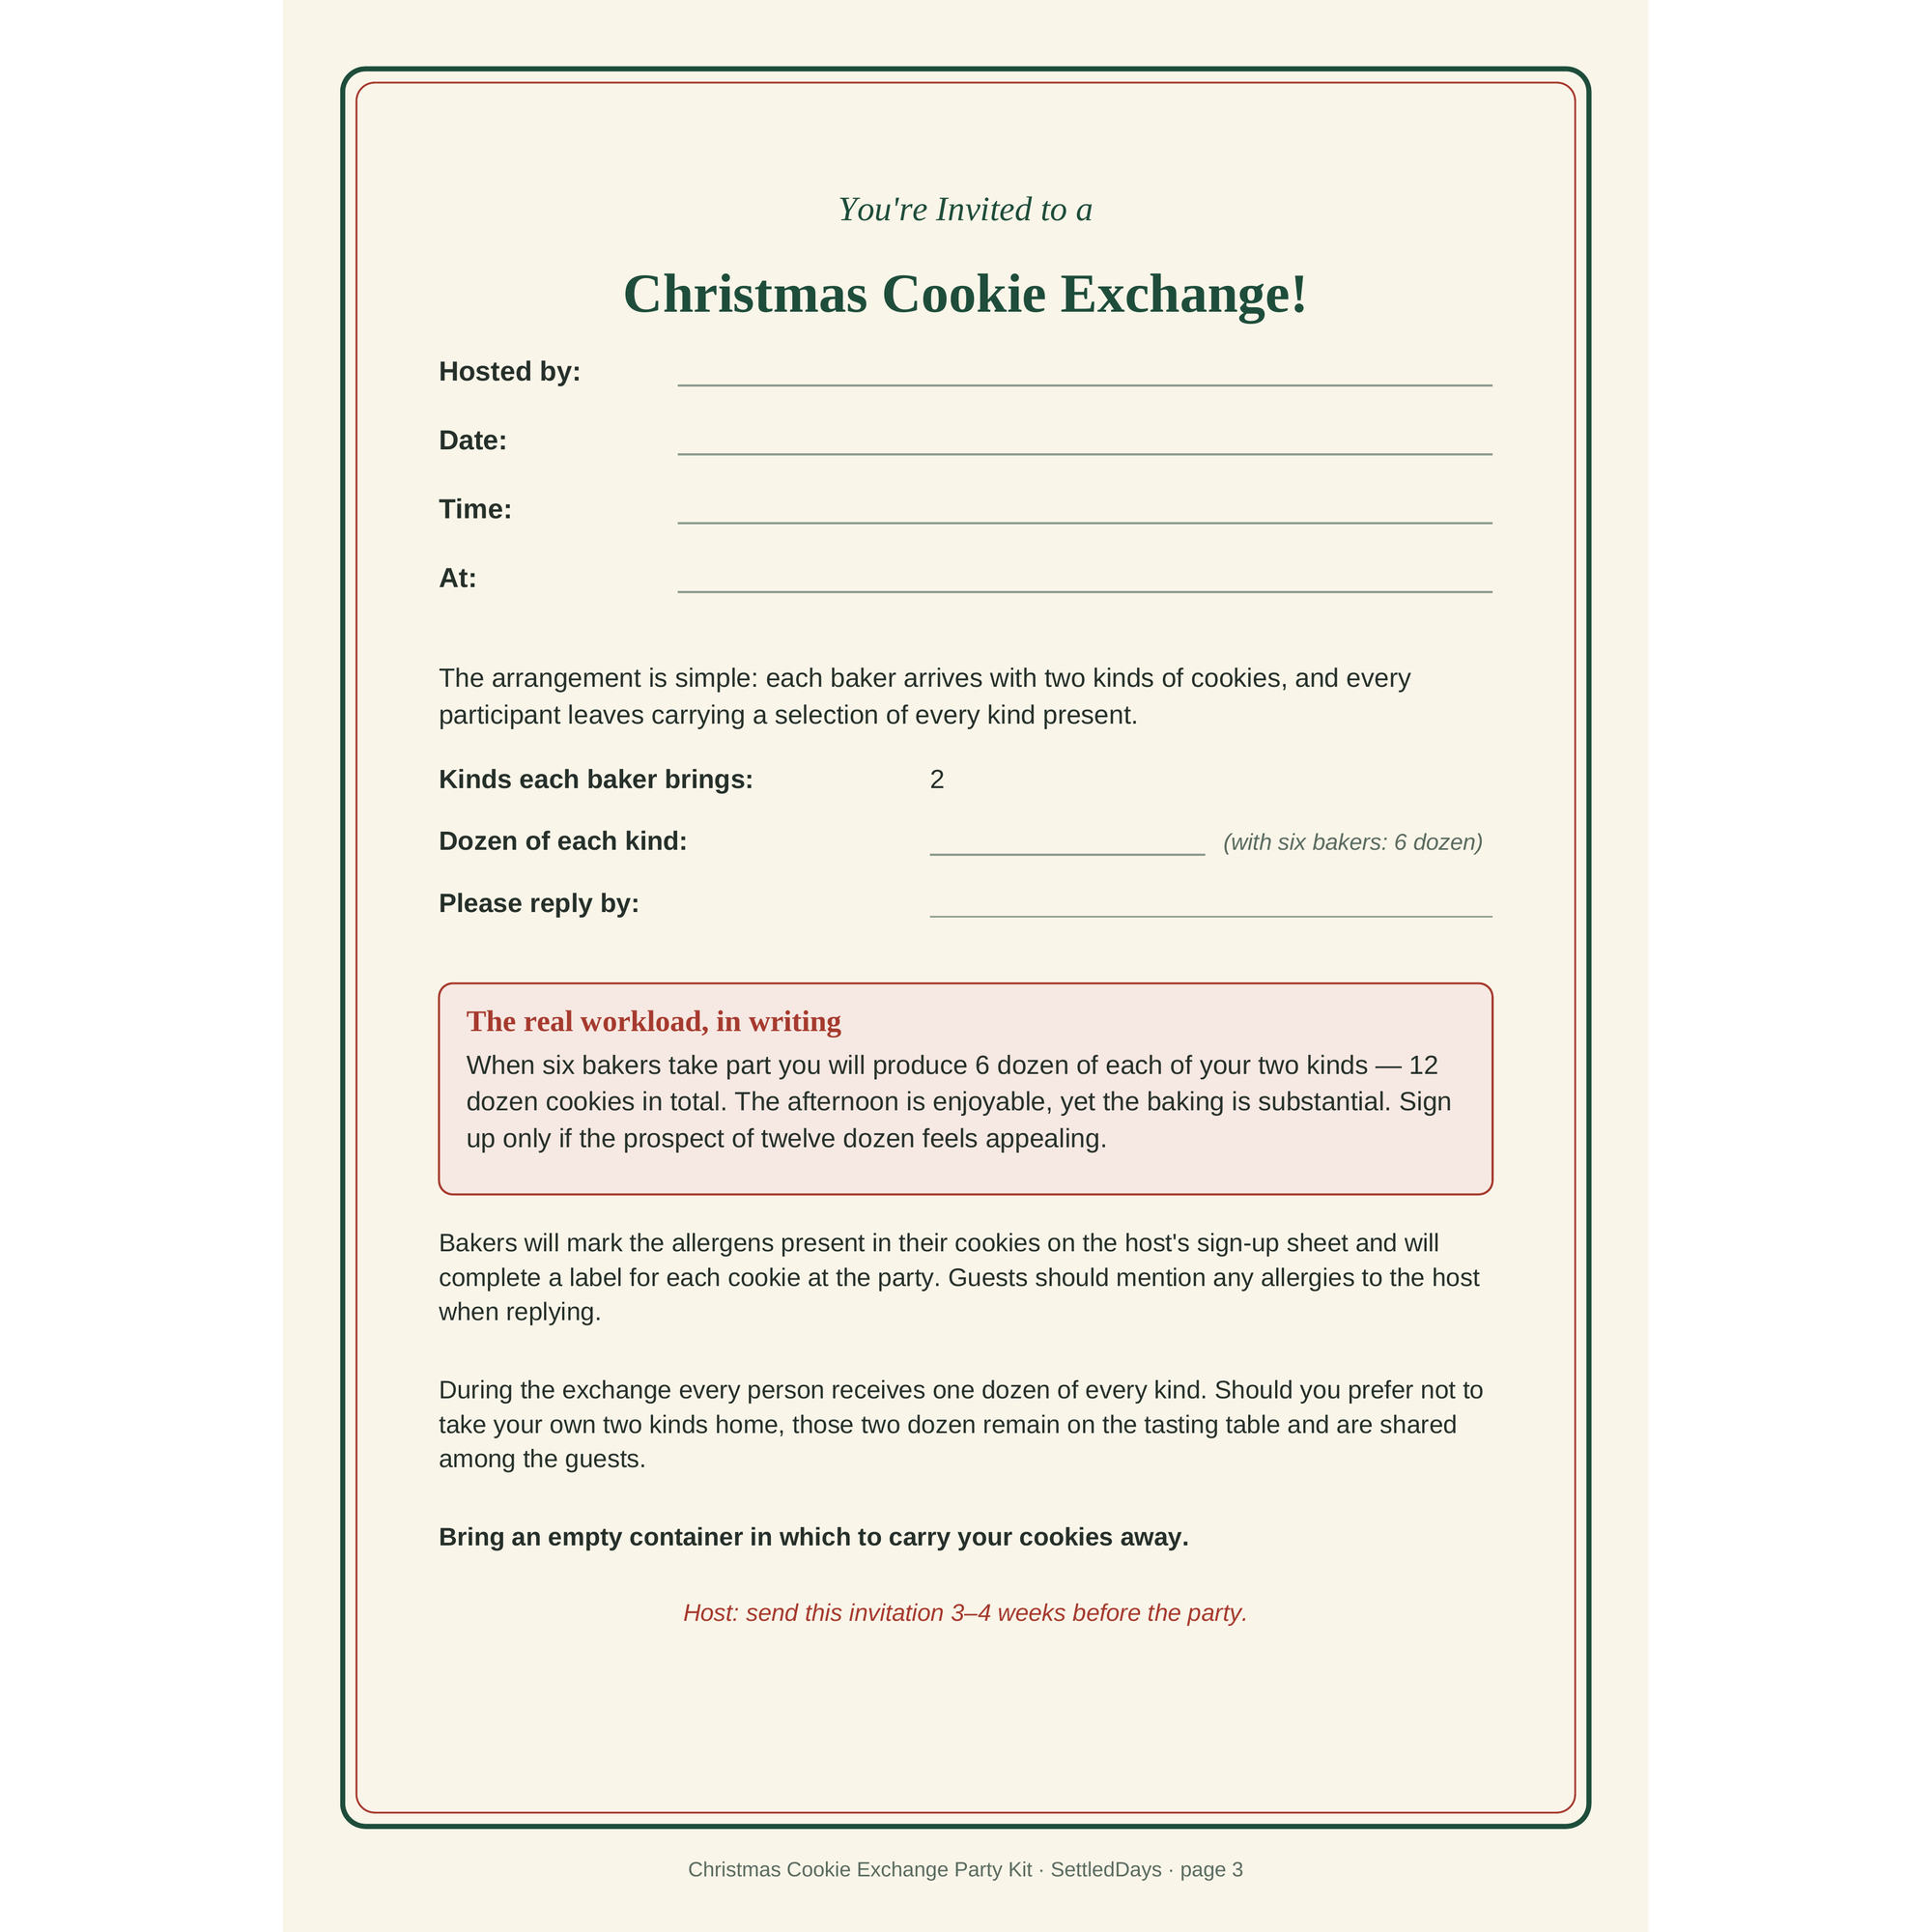 You're Invited to a
Christmas Cookie Exchange!
Hosted by:
Date:
Time:
At:
The arrangement is simple: each baker arrives with two kinds of cookies, and every
participant leaves carrying a selection of every kind present.
Kinds each baker brings: 2
Dozen of each kind: (with six bakers: 6 dozen)
Please reply by:
The real workload, in writing
When six bakers take part you will produce 6 dozen of each of your two kinds — 12
dozen cookies in total. The afternoon is enjoyable, yet the baking is substantial. Sign
up only if the prospect of twelve dozen feels appealing.
Bakers will mark the allergens present in their cookies on the host's sign-up sheet and will
complete a label for each cookie at the party. Guests should mention any allergies to the host
when replying.
During the exchange every person receives one dozen of every kind. Should you prefer not to
take your own two kinds home, those two dozen remain on the tasting table and are shared
among the guests.
Bring an empty container in which to carry your cookies away.
Host: send this invitation 3–4 weeks before the party.
Christmas Cookie Exchange Party Kit · SettledDays · page 3